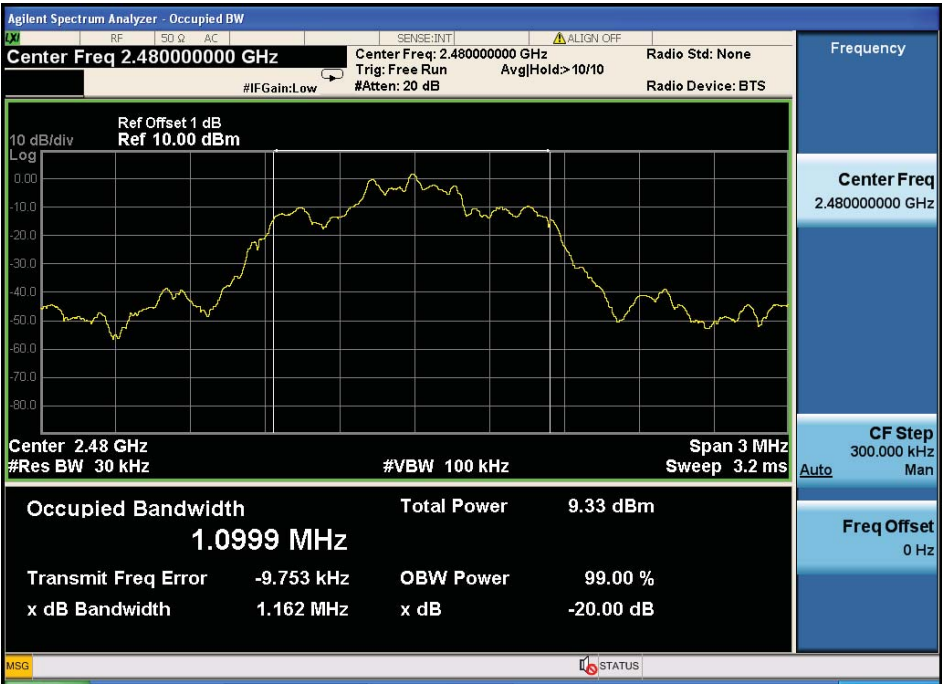 Agilent Spectrum Analyzer - Occupied BW
LXI RF 50 Ω AC SENSE:INT ALIGN OFF
Center Freq 2.480000000 GHz
Center Freq: 2.480000000 GHz Radio Std: None
Trig: Free Run Avg|Hold:>10/10
#IFGain:Low #Atten: 20 dB Radio Device: BTS
Ref Offset 1 dB
10 dB/div Ref 10.00 dBm
Log
0.00
-10.0
-20.0
-30.0
-40.0
-50.0
-60.0
-70.0
-80.0
Center 2.48 GHz Span 3 MHz
#Res BW 30 kHz #VBW 100 kHz Sweep 3.2 ms
Occupied Bandwidth Total Power 9.33 dBm
1.0999 MHz
Transmit Freq Error -9.753 kHz OBW Power 99.00 %
x dB Bandwidth 1.162 MHz x dB -20.00 dB
MSG STATUS
Frequency
Center Freq
2.480000000 GHz
CF Step
300.000 kHz
Auto Man
Freq Offset
0 Hz